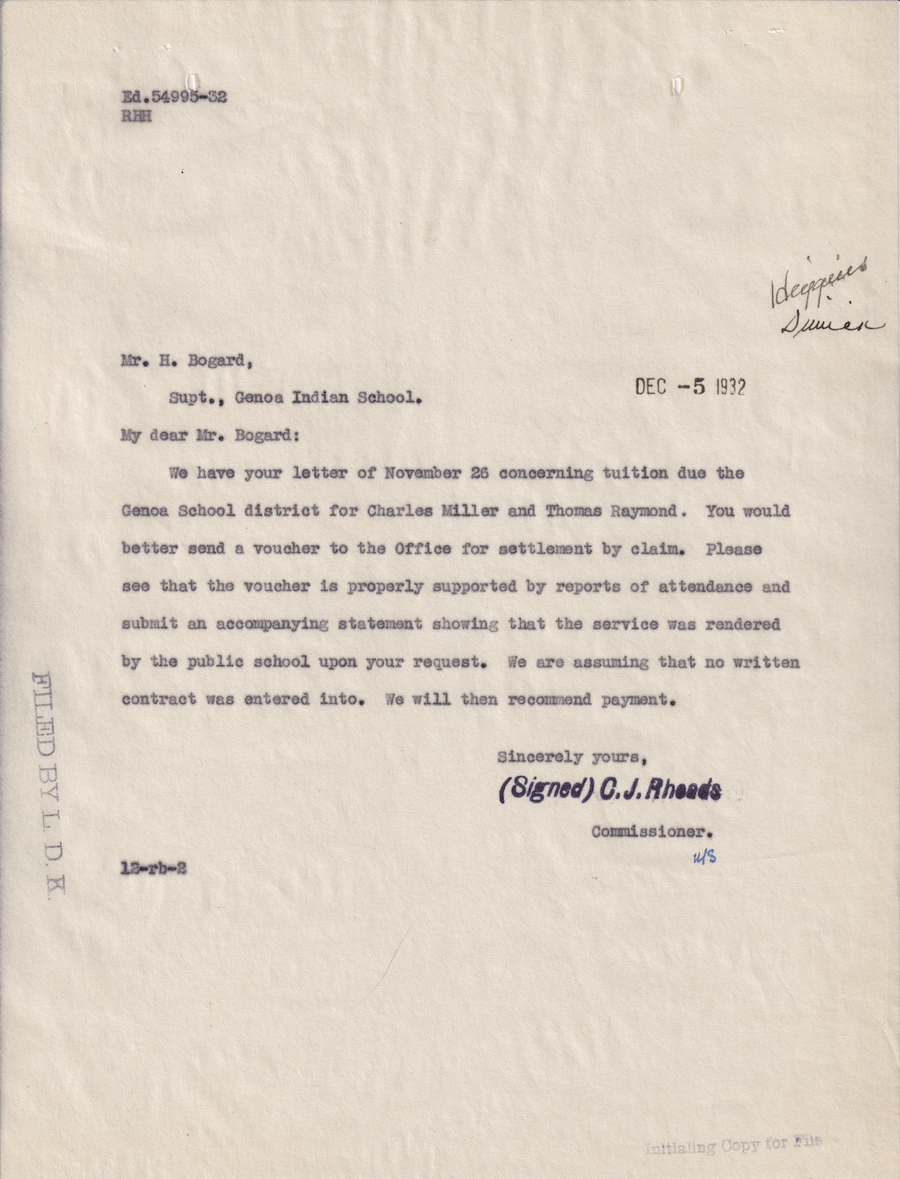 Ed.54995-32
RHH
Higgins
Mr. H. Bogard,
Supt., Genoa Indian School.
DEC -5 1932
My dear Mr. Bogard:
We have your letter of November 26 concerning tuition due the
Genoa School district for Charles Miller and Thomas Raymond. You would
better send a voucher to the Office for settlement by claim. Please
see that the voucher is properly supported by reports of attendance and
submit an accompanying statement showing that the service was rendered
by the public school upon your request. We are assuming that no written
contract was entered into. We will then recommend payment.
Sincerely yours,
(Signed) C. J. Rhoads
Commissioner.
12-rb-2
FILED BY L. D. K.
Initialing Copy for File